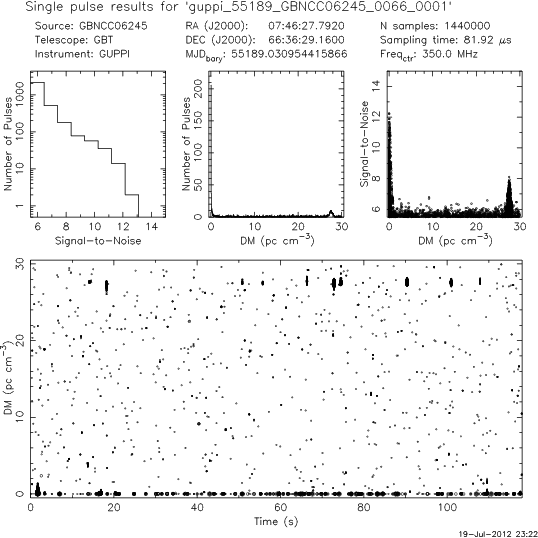 Single pulse results for 'guppi_55189_GBNCC06245_0066_0001'
Source: GBNCC06245 RA (J2000): 07:46:27.7920 N samples: 1440000
Telescope: GBT DEC (J2000): 66:36:29.1600 Sampling time: 81.92 μs
Instrument: GUPPI MJD_bary: 55189.030954415866 Freq_ctr: 350.0 MHz
Number of Pulses
1 10 100 1000
6 8 10 12 14
Signal-to-Noise
Number of Pulses
0 50 100 150 200
0 10 20 30
DM (pc cm^-3)
Signal-to-Noise
6 8 10 12 14
0 10 20 30
DM (pc cm^-3)
DM (pc cm^-3)
0 10 20 30
0 20 40 60 80 100
Time (s)
19-Jul-2012 23:22